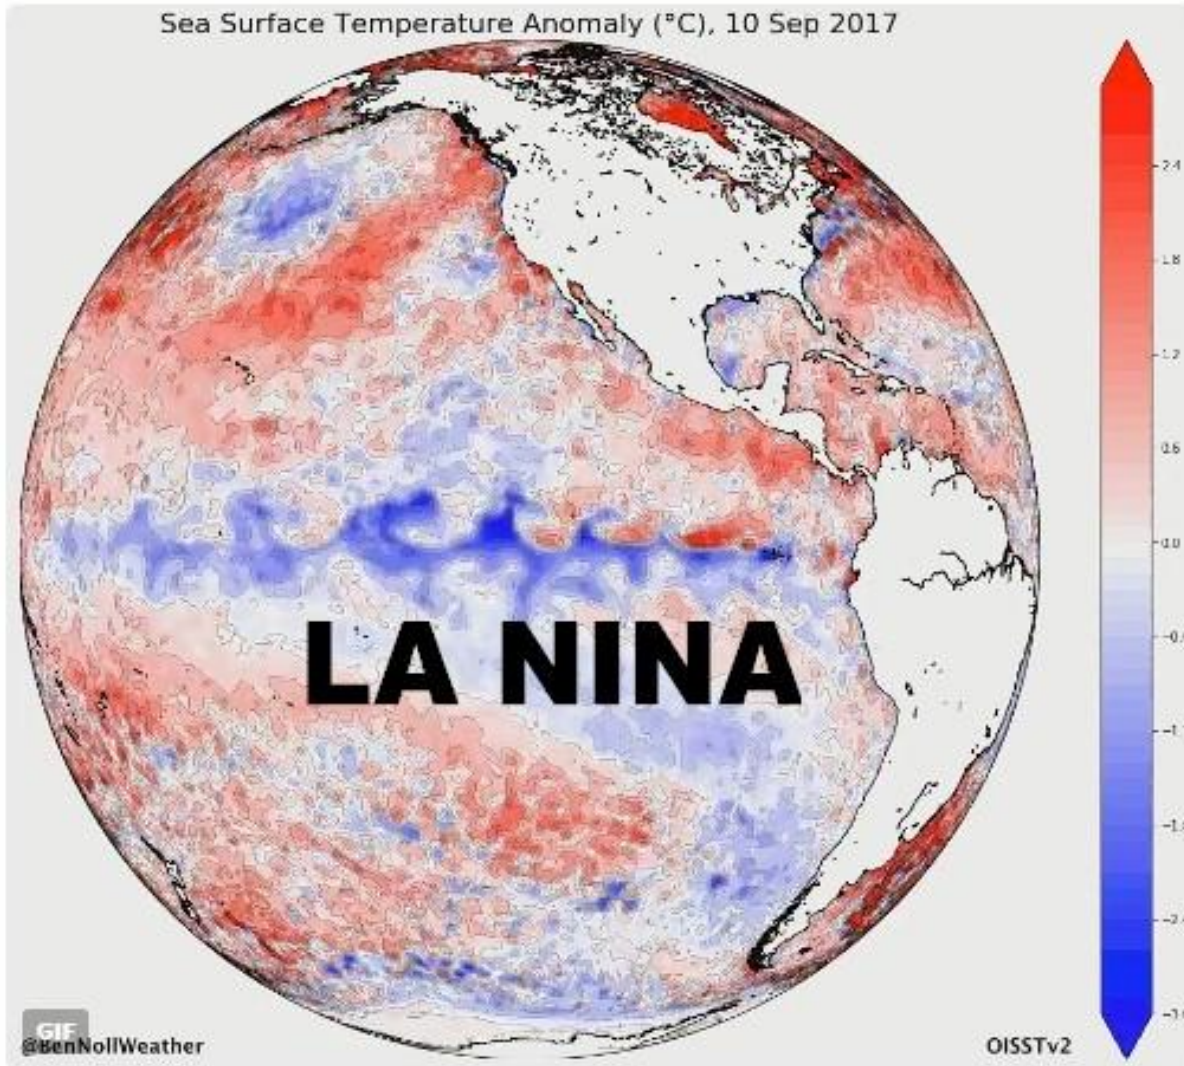 Sea Surface Temperature Anomaly (°C), 10 Sep 2017
2.4
1.8
1.2
0.6
0.0
LA NINA
GIF
@BenNollWeather
OISSTv2